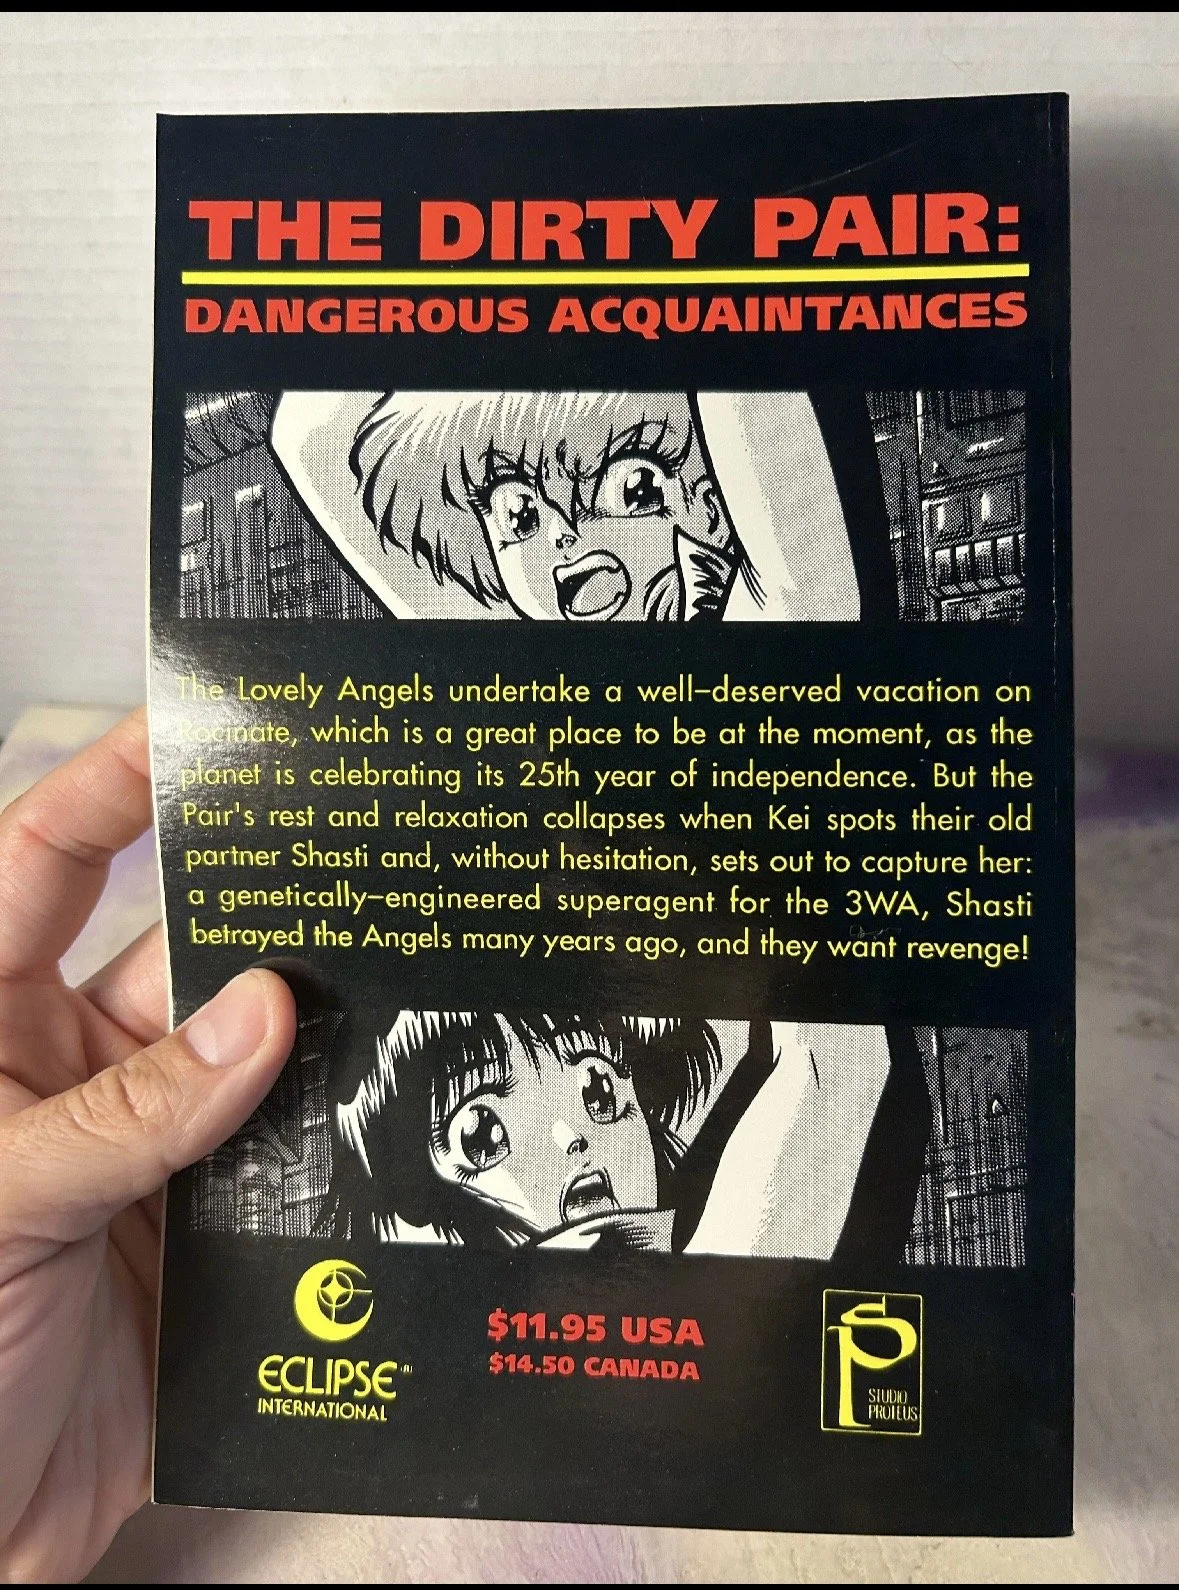 THE DIRTY PAIR:
DANGEROUS ACQUAINTANCES
The Lovely Angels undertake a well-deserved vacation on
Rocinate, which is a great place to be at the moment, as the
planet is celebrating its 25th year of independence. But the
Pair's rest and relaxation collapses when Kei spots their old
partner Shasti and, without hesitation, sets out to capture her:
a genetically-engineered superagent for the 3WA, Shasti
betrayed the Angels many years ago, and they want revenge!
ECLIPSE
INTERNATIONAL
$11.95 USA
$14.50 CANADA
SP
STUDIO
PROTEUS